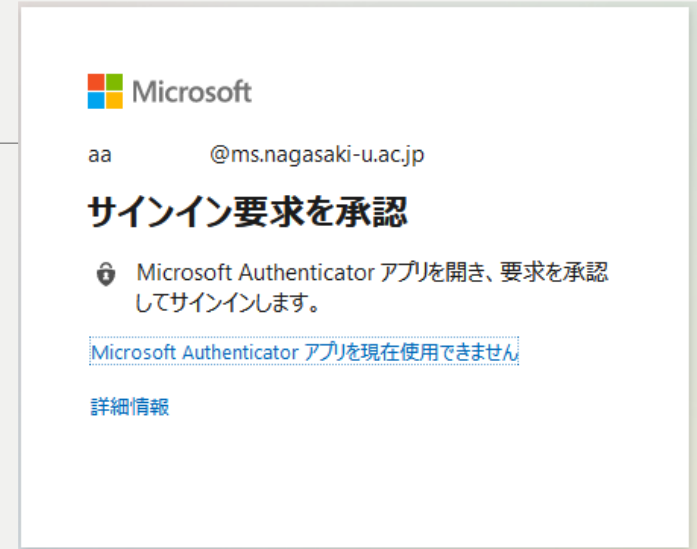 Microsoft
aa @ms.nagasaki-u.ac.jp
サインイン要求を承認
Microsoft Authenticator アプリを開き、要求を承認
してサインインします。
Microsoft Authenticator アプリを現在使用できません
詳細情報